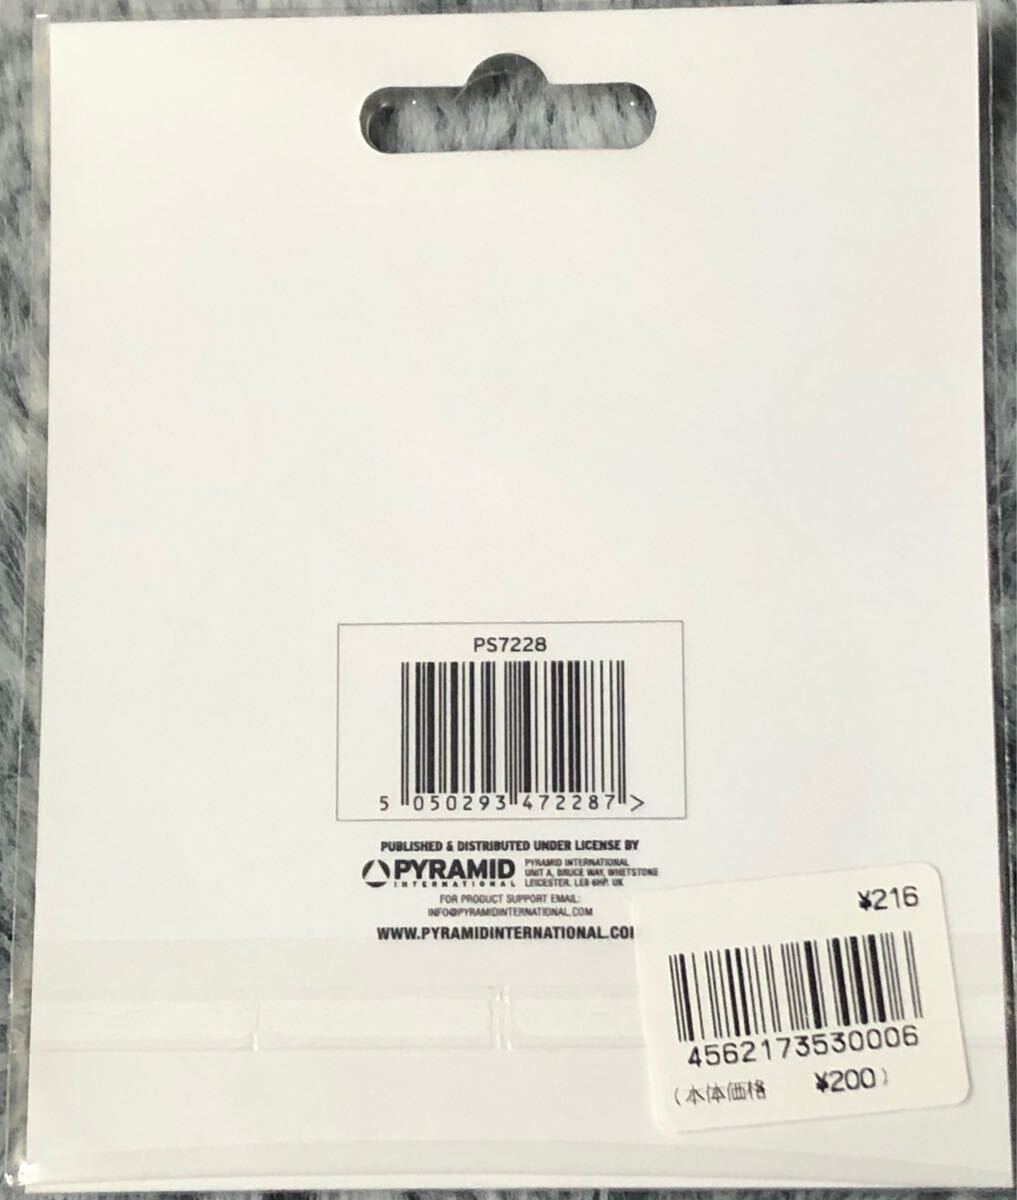 PS7228
5 050293 472287 >
PUBLISHED & DISTRIBUTED UNDER LICENSE BY
PYRAMID
INTERNATIONAL
PYRAMID INTERNATIONAL
UNIT A, BRUCE WAY, WHETSTONE
LEICESTER. LE8 6HP. UK
FOR PRODUCT SUPPORT EMAIL:
INFO@PYRAMIDINTERNATIONAL.COM
WWW.PYRAMIDINTERNATIONAL.CO
¥216
4562173530006
(本体価格 ¥200)